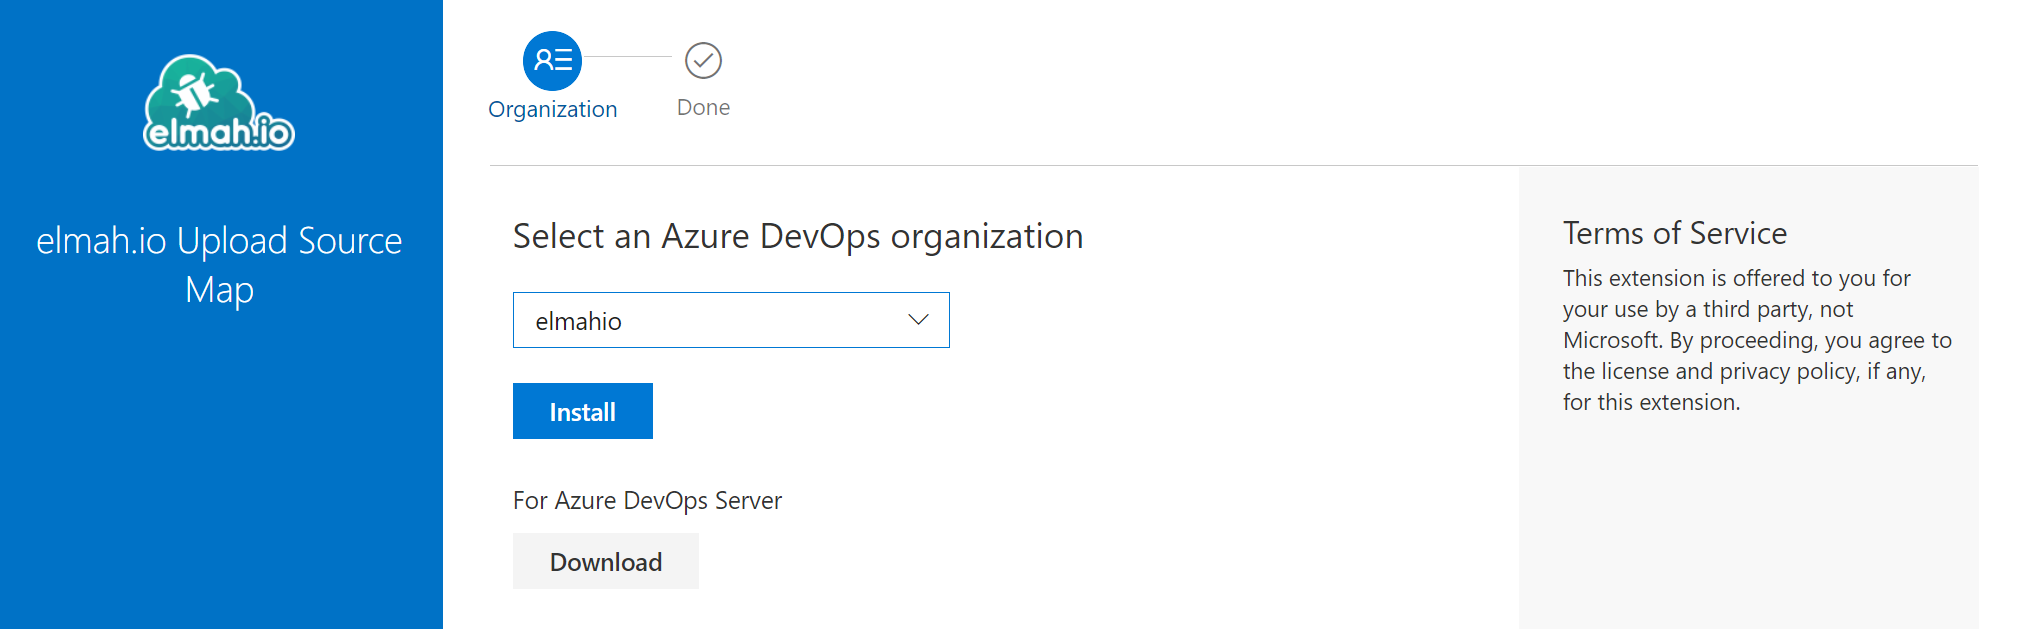 elmah.io
elmah.io Upload Source
Map
Organization
Done
Select an Azure DevOps organization
elmahio
Install
For Azure DevOps Server
Download
Terms of Service
This extension is offered to you for
your use by a third party, not
Microsoft. By proceeding, you agree to
the license and privacy policy, if any,
for this extension.